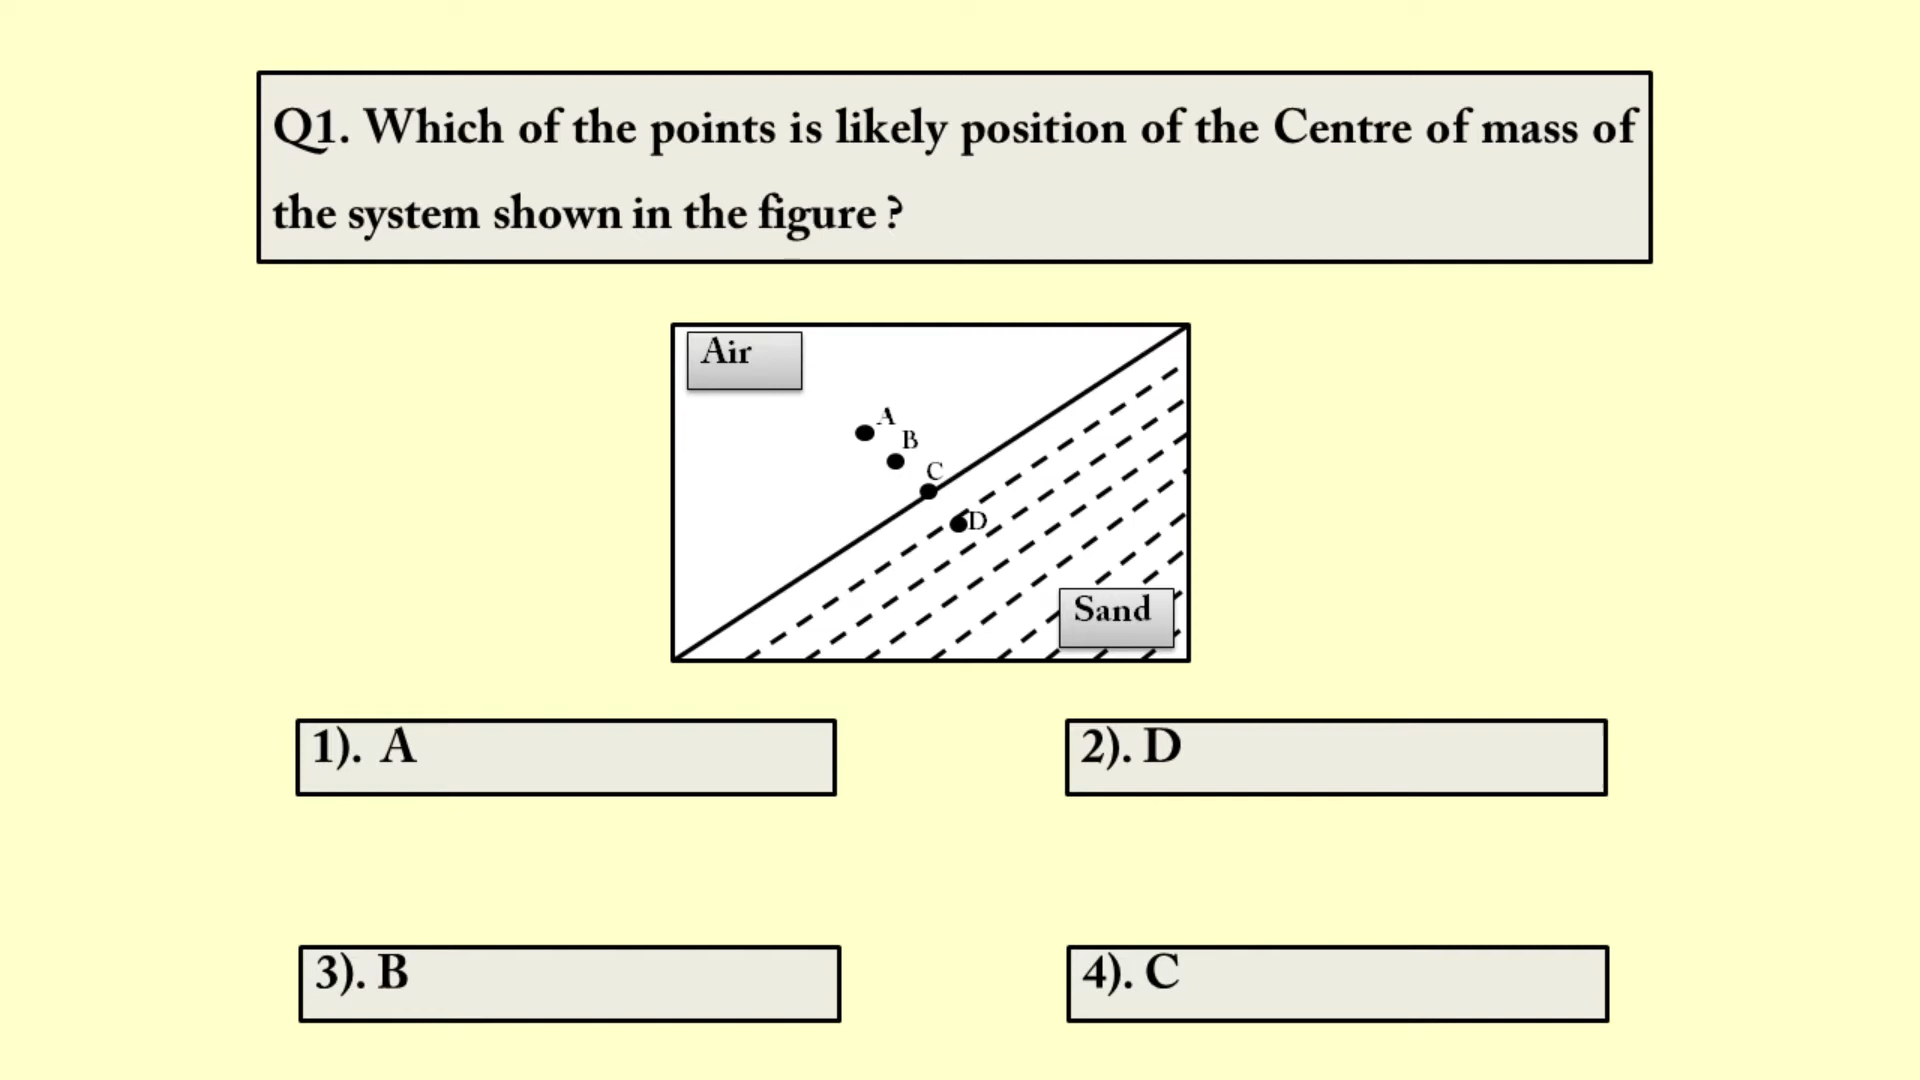 Q1. Which of the points is likely position of the Centre of mass of
the system shown in the figure ?
Air
A
B
C
D
Sand
1). A
2). D
3). B
4). C